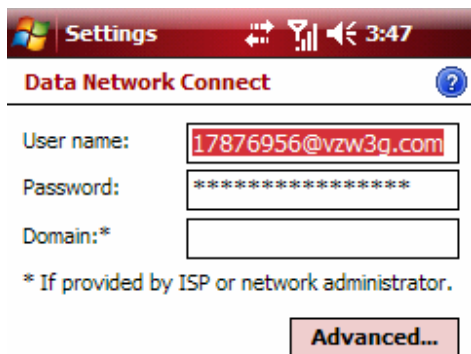 Settings 3:47
Data Network Connect ?
User name: 17876956@vzw3g.com
Password: ****************
Domain:*
* If provided by ISP or network administrator.
Advanced...